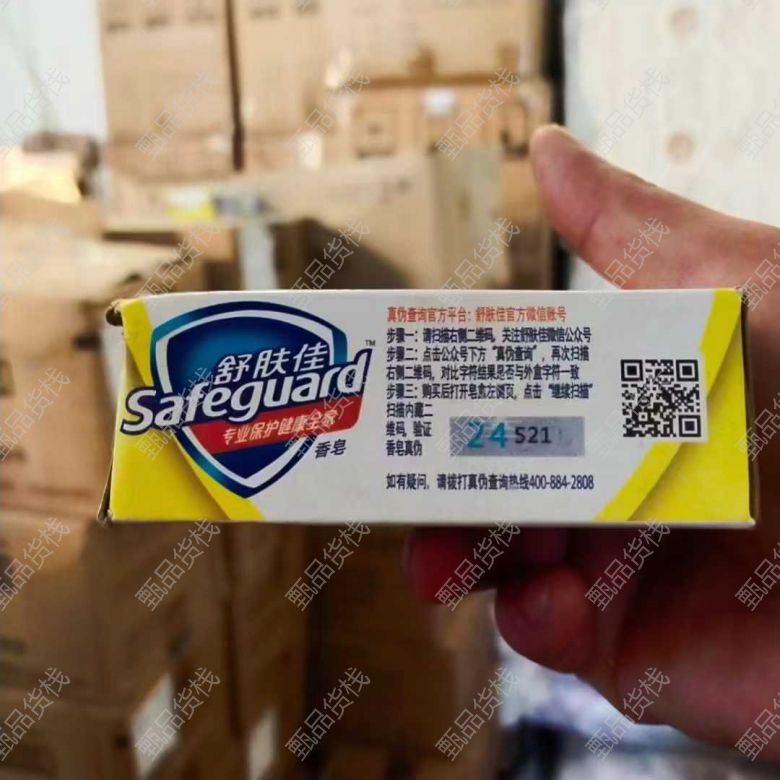 舒肤佳
Safeguard™
专业保护健康全家
香皂
真伪查询官方平台：舒肤佳官方微信账号
步骤一：请扫描右侧二维码，关注舒肤佳微信公众号
步骤二：点击公众号下方“真伪查询”，再次扫描
右侧二维码，对比字符结果是否与外盒字符一致
步骤三：购买后打开皂盒左侧页，点击“继续扫描”
扫描内藏二
维码，验证
香皂真伪
24 521
如有疑问，请拨打真伪查询热线400-884-2808
甄品货栈